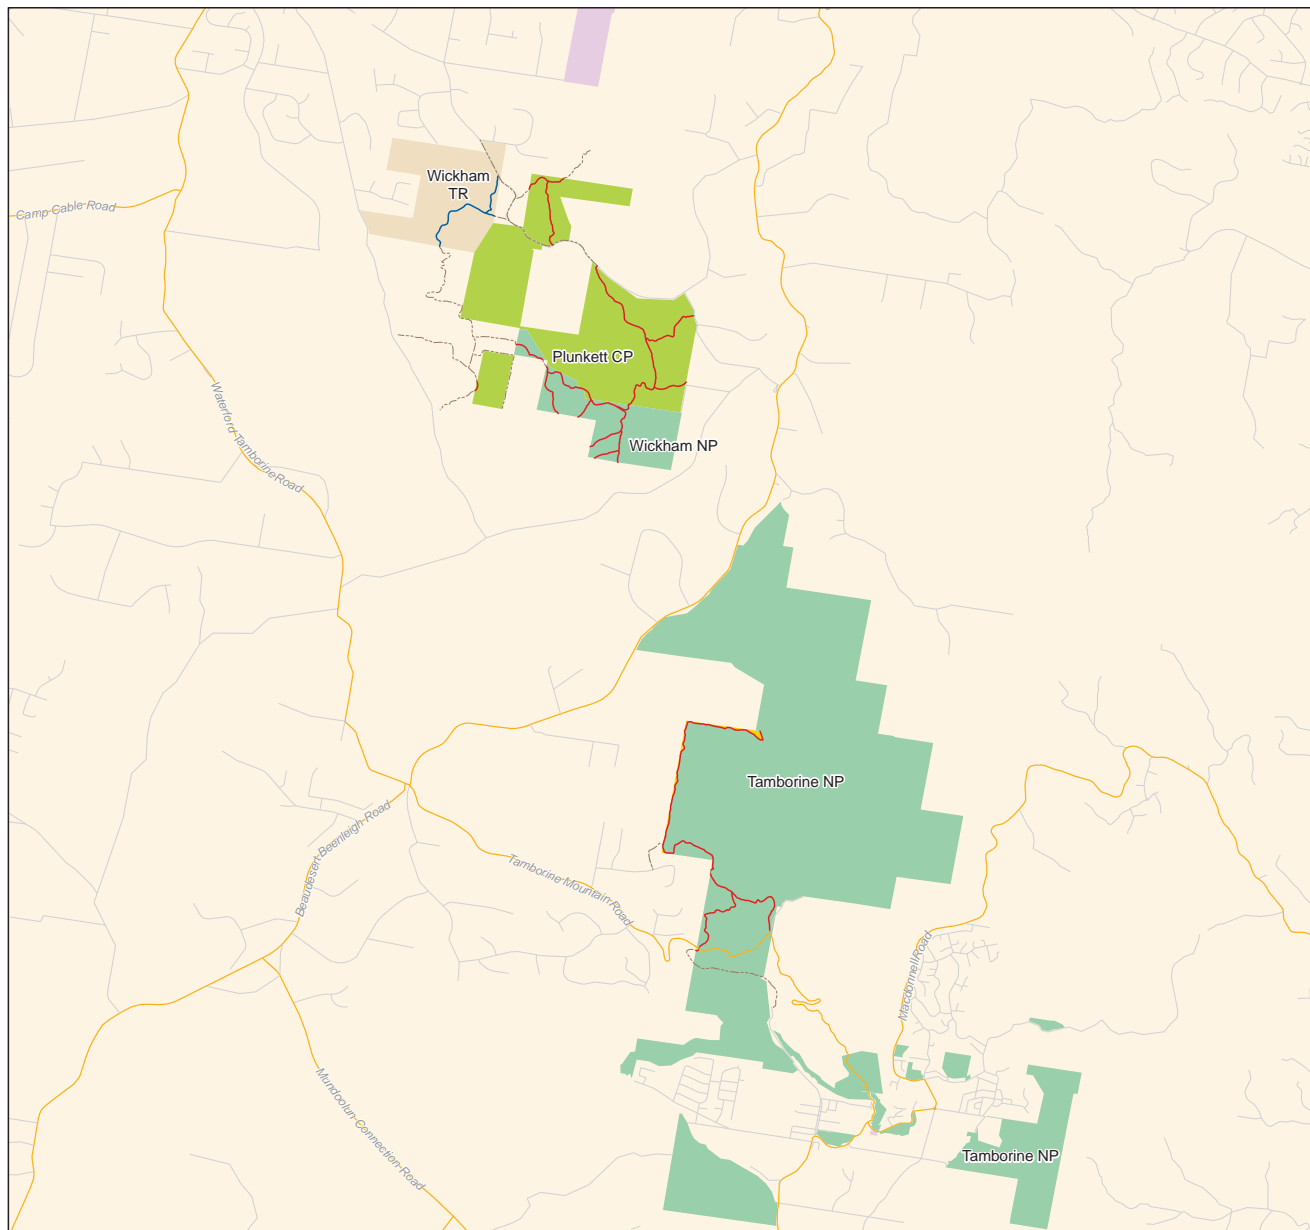 Wickham
TR
Camp Cable Road
Plunkett CP
Waterford Tamborine Road
Wickham NP
Tamborine NP
Beaudesert Beenleigh Road
Tamborine Mountain Road
Macdonnell Road
Mundoolun Connection Road
Tamborine NP